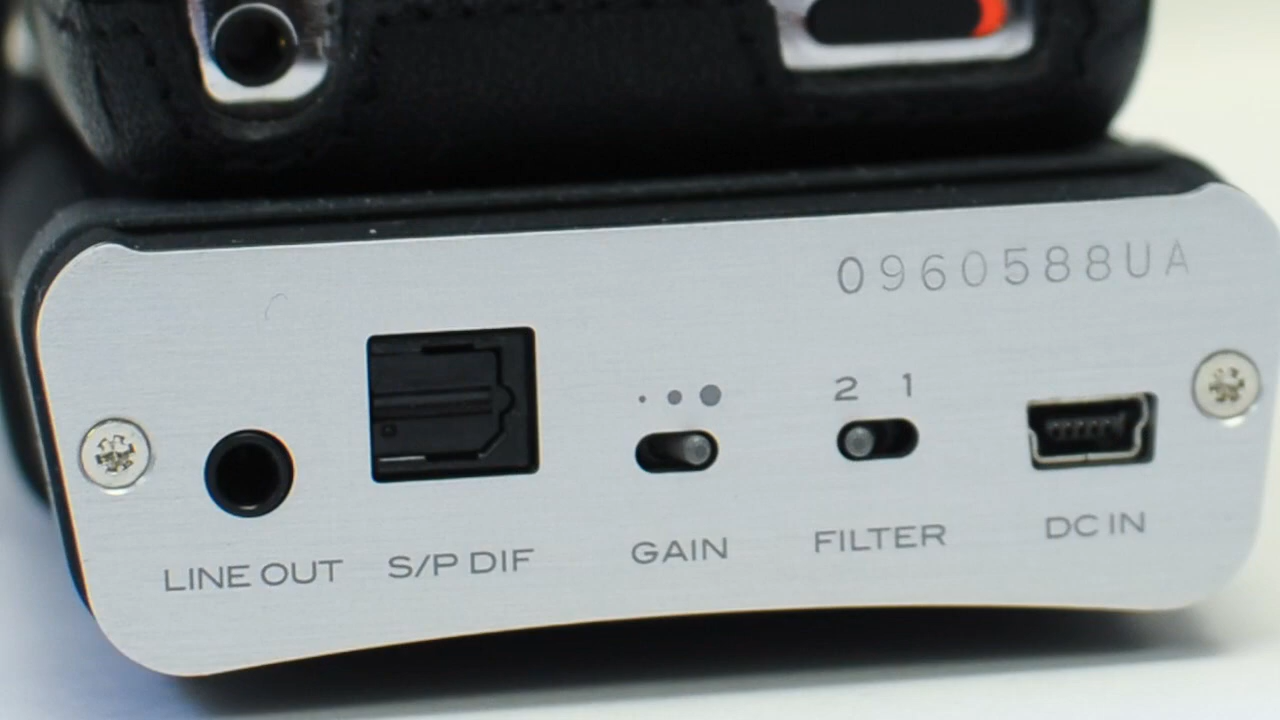 0960588UA
2 1
LINE OUT
S/P DIF
GAIN
FILTER
DC IN